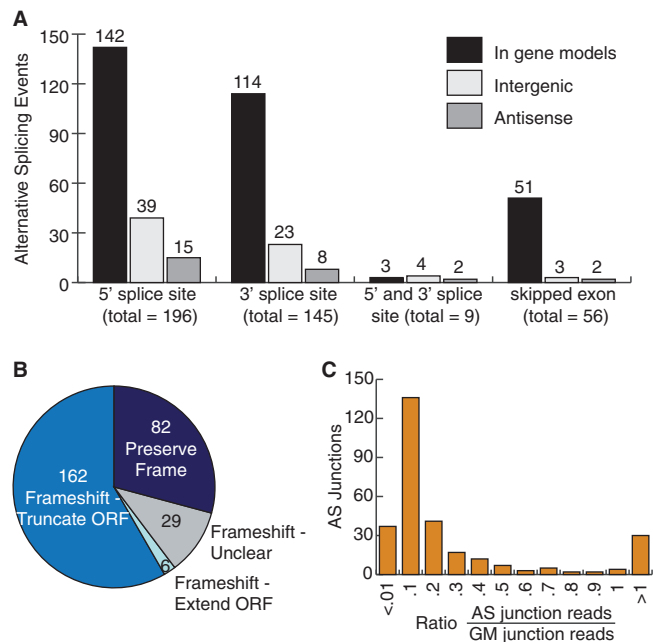 A
Alternative Splicing Events
150
120
90
60
30
0
142
39
15
114
23
8
3
4
2
51
3
2
In gene models
Intergenic
Antisense
5' splice site
(total = 196)
3' splice site
(total = 145)
5' and 3' splice
site (total = 9)
skipped exon
(total = 56)
B
82
Preserve
Frame
162
Frameshift -
Truncate ORF
29
Frameshift -
Unclear
6
Frameshift -
Extend ORF
C
AS Junctions
150
120
90
60
30
0
<.01
.1
.2
.3
.4
.5
.6
.7
.8
.9
1
>1
Ratio
AS junction reads
GM junction reads